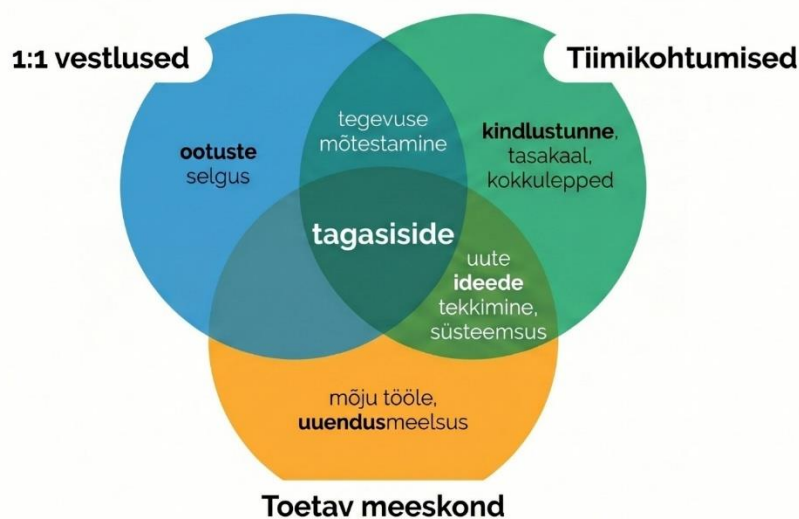 1:1 vestlused
Tiimikohtumised
tegevuse
mõtestamine
ootuste
selgus
kindlustunne,
tasakaal,
kokkulepped
tagasiside
uute
ideede
tekkimine,
süsteemsus
mõju tööle,
uuendusmeelsus
Toetav meeskond